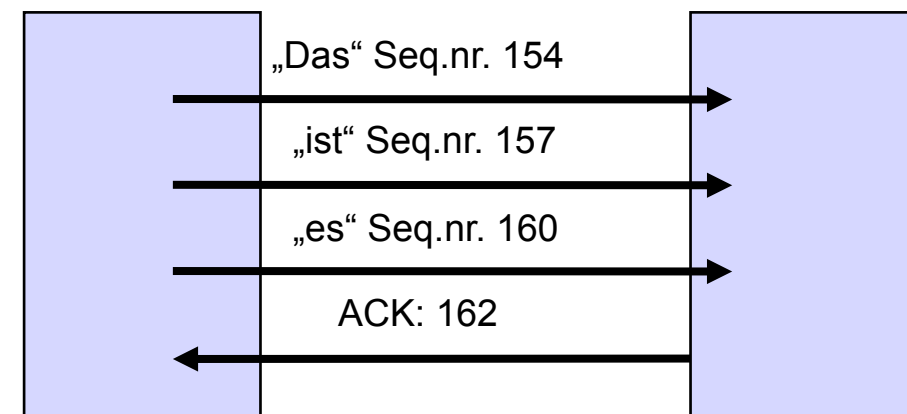 „Das“ Seq.nr. 154
„ist“ Seq.nr. 157
„es“ Seq.nr. 160
ACK: 162